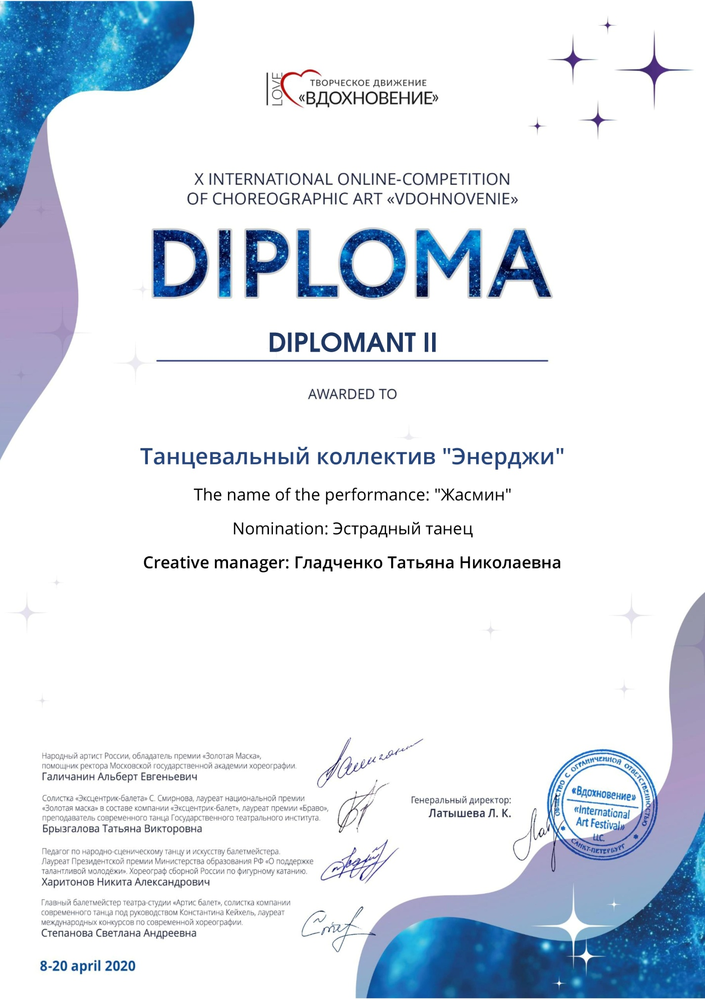 LOVE
ТВОРЧЕСКОЕ ДВИЖЕНИЕ
«ВДОХНОВЕНИЕ»
X INTERNATIONAL ONLINE-COMPETITION
OF CHOREOGRAPHIC ART «VDOHNOVENIE»
DIPLOMA
DIPLOMANT II
AWARDED TO
Танцевальный коллектив "Энерджи"
The name of the performance: "Жасмин"
Nomination: Эстрадный танец
Creative manager: Гладченко Татьяна Николаевна
Народный артист России, обладатель премии «Золотая Маска»,
помощник ректора Московской государственной академии хореографии.
Галичанин Альберт Евгеньевич
Солистка «Эксцентрик-балета» С. Смирнова, лауреат национальной премии
«Золотая маска» в составе компании «Эксцентрик-балет», лауреат премии «Браво»,
преподаватель современного танца Государственного театрального института.
Брызгалова Татьяна Викторовна
Педагог по народно-сценическому танцу и искусству балетмейстера.
Лауреат Президентской премии Министерства образования РФ «О поддержке
талантливой молодёжи». Хореограф сборной России по фигурному катанию.
Харитонов Никита Александрович
Главный балетмейстер театра-студии «Артис балет», солистка компании
современного танца под руководством Константина Кейхель, лауреат
международных конкурсов по современной хореографии.
Степанова Светлана Андреевна
8-20 april 2020
Генеральный директор:
Латышева Л. К.
ОБЩЕСТВО С ОГРАНИЧЕННОЙ ОТВЕТСТВЕННОСТЬЮ
«Вдохновение»
«International
Art Festival»
LLC.
САНКТ-ПЕТЕРБУРГ